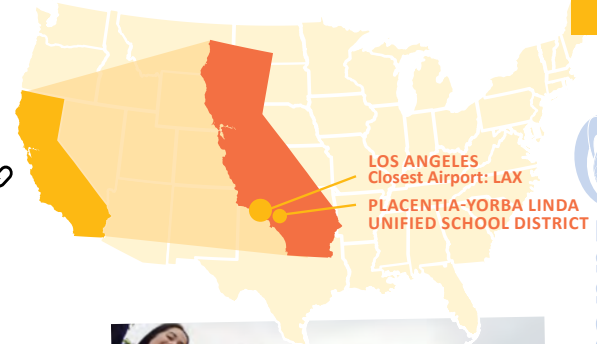 LOS ANGELES
Closest Airport: LAX
PLACENTIA-YORBA LINDA
UNIFIED SCHOOL DISTRICT